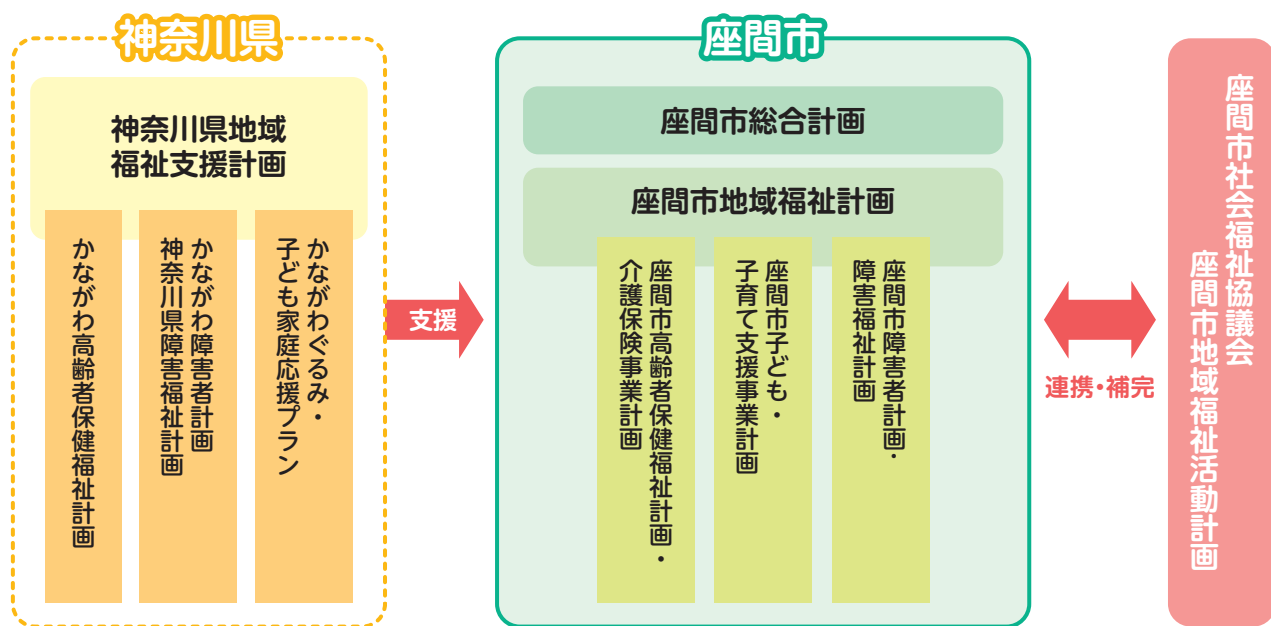 神奈川県
神奈川県地域
福祉支援計画
かながわ高齢者保健福祉計画
かながわ障害者計画
神奈川県障害福祉計画
かながわぐるみ・
子ども家庭応援プラン
支援
座間市
座間市総合計画
座間市地域福祉計画
座間市高齢者保健福祉計画・
介護保険事業計画
座間市子ども・
子育て支援事業計画
座間市障害者計画・
障害福祉計画
連携・補完
座間市社会福祉協議会
座間市地域福祉活動計画